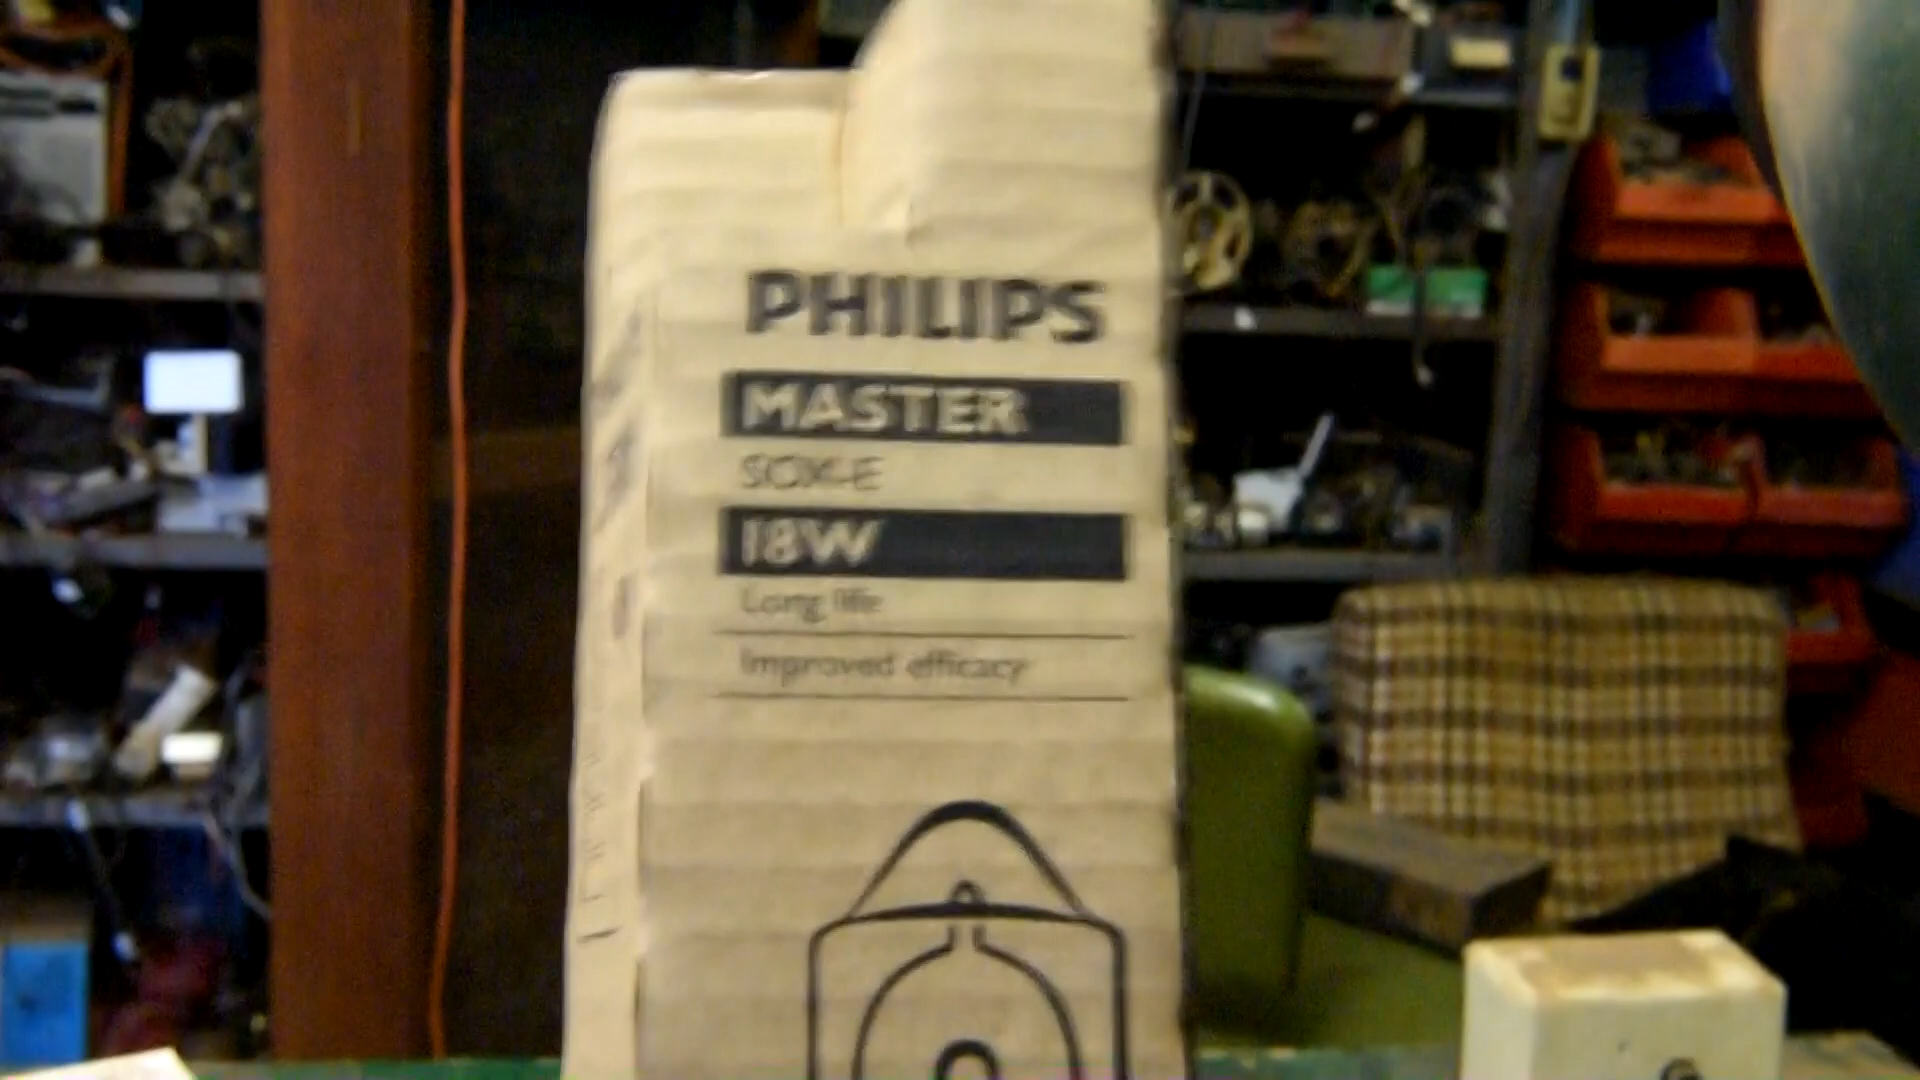 PHILIPS
MASTER
SOX-E
18W
Long life
Improved efficacy